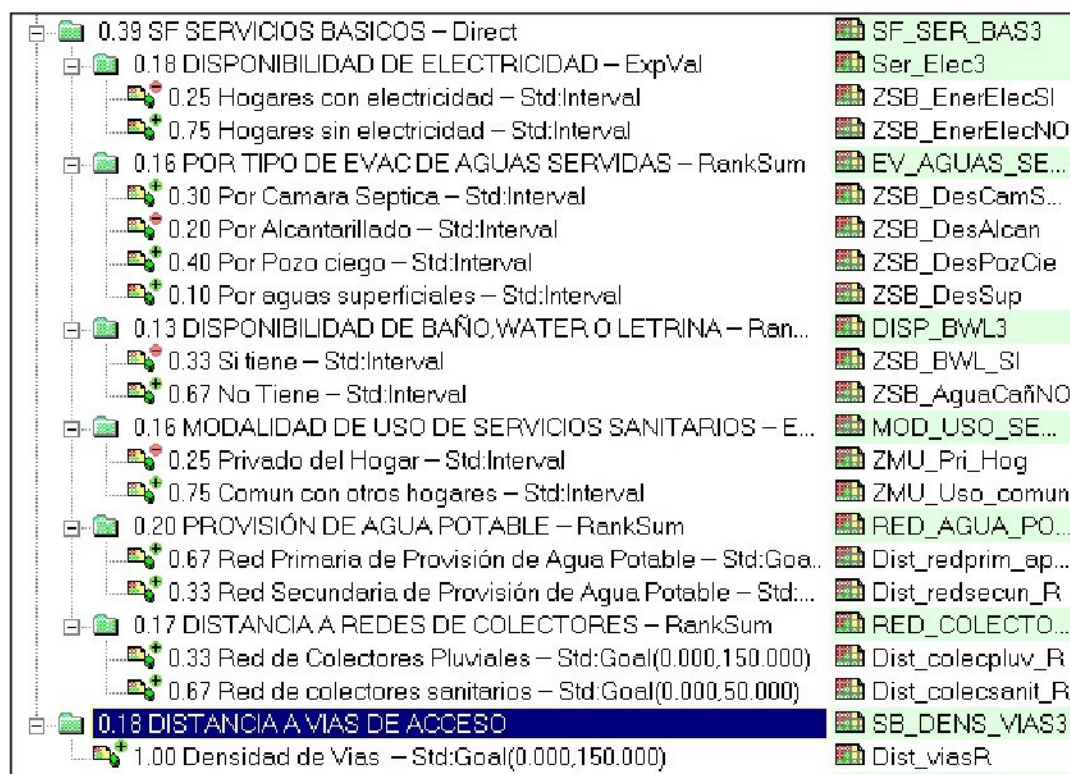 0.39 SF SERVICIOS BASICOS – Direct SF_SER_BAS3
0.18 DISPONIBILIDAD DE ELECTRICIDAD – ExpVal Ser_Elec3
0.25 Hogares con electricidad – Std:Interval ZSB_EnerElecSI
0.75 Hogares sin electricidad – Std:Interval ZSB_EnerElecNO
0.16 POR TIPO DE EVAC DE AGUAS SERVIDAS – RankSum EV_AGUAS_SE...
0.30 Por Camara Septica – Std:Interval ZSB_DesCamS...
0.20 Por Alcantarillado – Std:Interval ZSB_DesAlcan
0.40 Por Pozo ciego – Std:Interval ZSB_DesPozCie
0.10 Por aguas superficiales – Std:Interval ZSB_DesSup
0.13 DISPONIBILIDAD DE BAÑO,WATER O LETRINA – Ran... DISP_BWL3
0.33 Si tiene – Std:Interval ZSB_BWL_SI
0.67 No Tiene – Std:Interval ZSB_AguaCañNO
0.16 MODALIDAD DE USO DE SERVICIOS SANITARIOS – E... MOD_USO_SE...
0.25 Privado del Hogar – Std:Interval ZMU_Pri_Hog
0.75 Comun con otros hogares – Std:Interval ZMU_Uso_comun
0.20 PROVISIÓN DE AGUA POTABLE – RankSum RED_AGUA_PO...
0.67 Red Primaria de Provisión de Agua Potable – Std:Goa... Dist_redprim_ap...
0.33 Red Secundaria de Provisión de Agua Potable – Std:... Dist_redsecun_R
0.17 DISTANCIA A REDES DE COLECTORES – RankSum RED_COLECTO...
0.33 Red de Colectores Pluviales – Std:Goal(0.000,150.000) Dist_colecpluv_R
0.67 Red de colectores sanitarios – Std:Goal(0.000,50.000) Dist_colecsanit_R
0.18 DISTANCIA A VIAS DE ACCESO SB_DENS_VIAS3
1.00 Densidad de Vias – Std:Goal(0.000,150.000) Dist_viasR